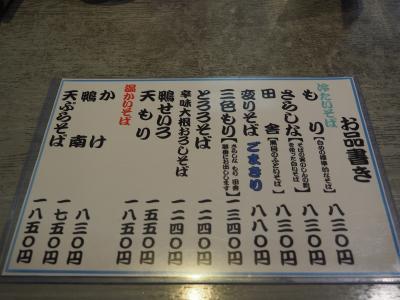 お品書き
冷たいそば
もり 八三〇円
さらしな 八三〇円
田舎 八三〇円
変りそば ごまきり 八八〇円
三色もり 一三四〇円
とろろそば 一二四〇円
辛味大根おろしそば 一二四〇円
鴨せいろ 一五五〇円
天もり 一八五〇円
温かいそば
かけ 八三〇円
鴨南 一七五〇円
天ぷらそば 一八五〇円